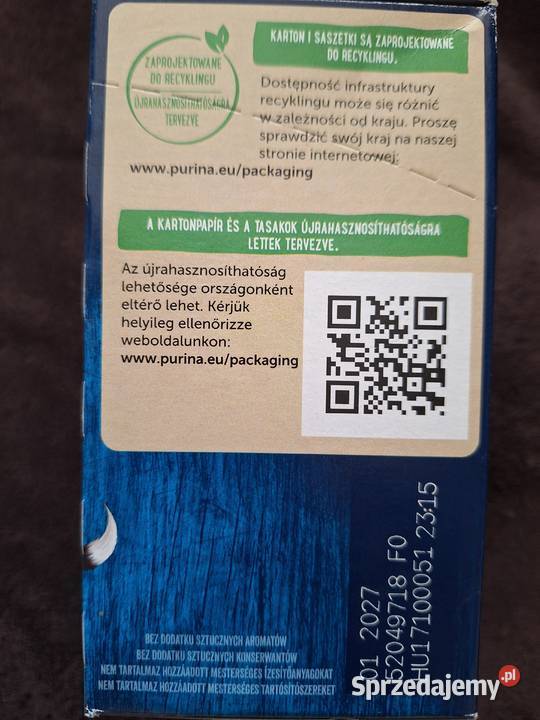 ZAPROJEKTOWANE
DO RECYKLINGU
ÚJRAHASZNOSÍTHATÓSÁGRA
TERVEZVE
KARTON I SASZETKI SĄ ZAPROJEKTOWANE
DO RECYKLINGU.
Dostępność infrastruktury
recyklingu może się różnić
w zależności od kraju. Proszę
sprawdzić swój kraj na naszej
stronie internetowej:
www.purina.eu/packaging
A KARTONPAPÍR ÉS A TASAKOK ÚJRAHASZNOSÍTHATÓSÁGRA
LETTEK TERVEZVE.
Az újrahasznosíthatóság
lehetősége országonként
eltérő lehet. Kérjük
helyileg ellenőrizze
weboldalunkon:
www.purina.eu/packaging
01 2027
52049718 F0
HU17100051 23:15
BEZ DODATKU SZTUCZNYCH AROMATÓW
BEZ DODATKU SZTUCZNYCH KONSERWANTÓW
NEM TARTALMAZ HOZZÁADOTT MESTERSÉGES ÍZESÍTŐANYAGOKAT
NEM TARTALMAZ HOZZÁADOTT MESTERSÉGES TARTÓSÍTÓSZEREKET
Sprzedajemy.pl